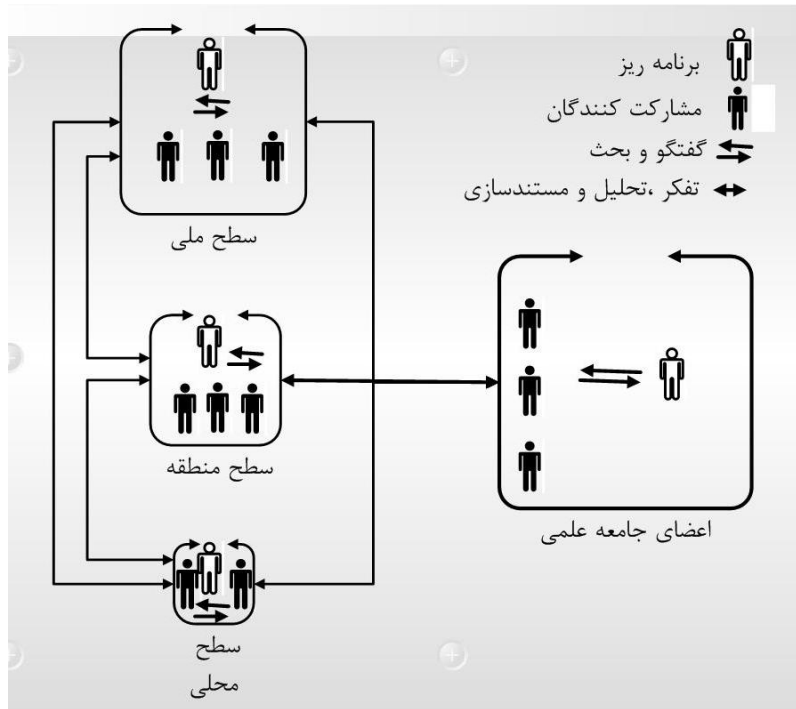 برنامه ریز
مشارکت کنندگان
گفتگو و بحث
تفکر ،تحلیل و مستندسازی
سطح ملی
سطح منطقه
اعضای جامعه علمی
سطح
محلی